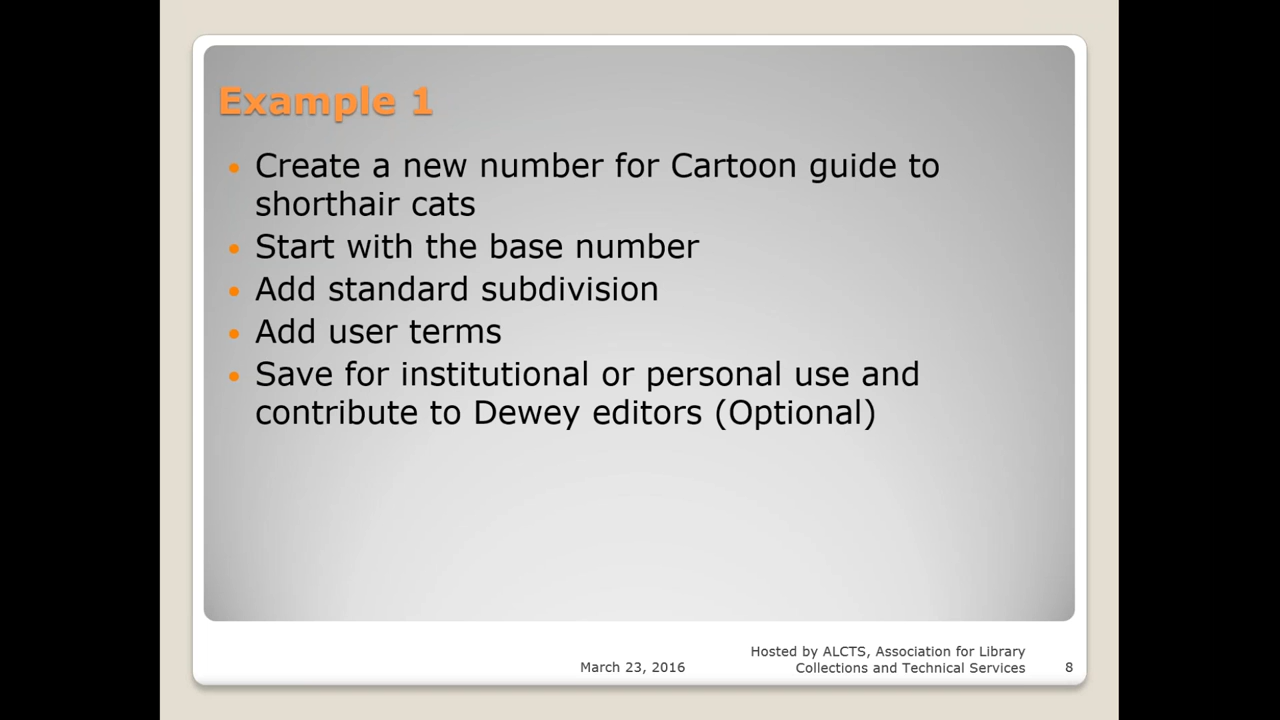 Example 1
Create a new number for Cartoon guide to
shorthair cats
Start with the base number
Add standard subdivision
Add user terms
Save for institutional or personal use and
contribute to Dewey editors (Optional)
March 23, 2016
Hosted by ALCTS, Association for Library
Collections and Technical Services
8